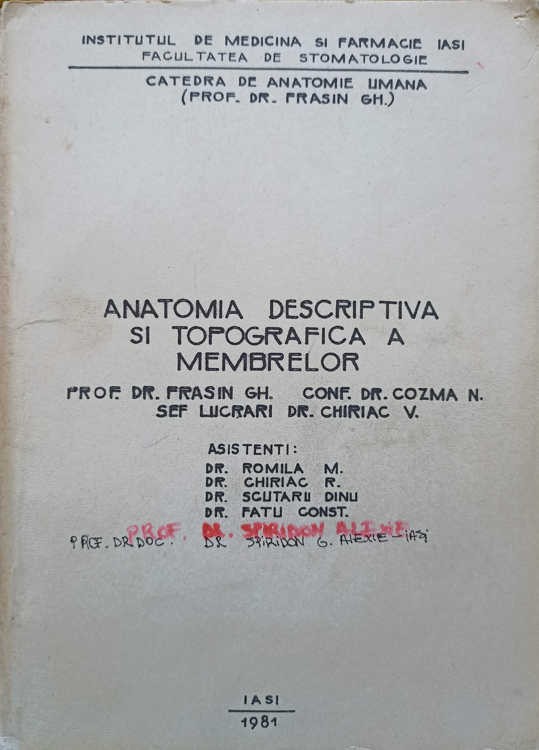 INSTITUTUL DE MEDICINA SI FARMACIE IASI
FACULTATEA DE STOMATOLOGIE
CATEDRA DE ANATOMIE UMANA
(PROF. DR. FRASIN GH.)
ANATOMIA DESCRIPTIVA
SI TOPOGRAFICA A
MEMBRELOR
PROF. DR. FRASIN GH. CONF. DR. COZMA N.
SEF LUCRARI DR. CHIRIAC V.
ASISTENTI:
DR. ROMILA M.
DR. CHIRIAC R.
DR. SCUTARU DINU
DR. FATU CONST.
PROF. DR. SPIRIDON ALEXIE
PROF. DR DOC. DR SPIRIDON G. ALEXIE - IASI
IASI
1981